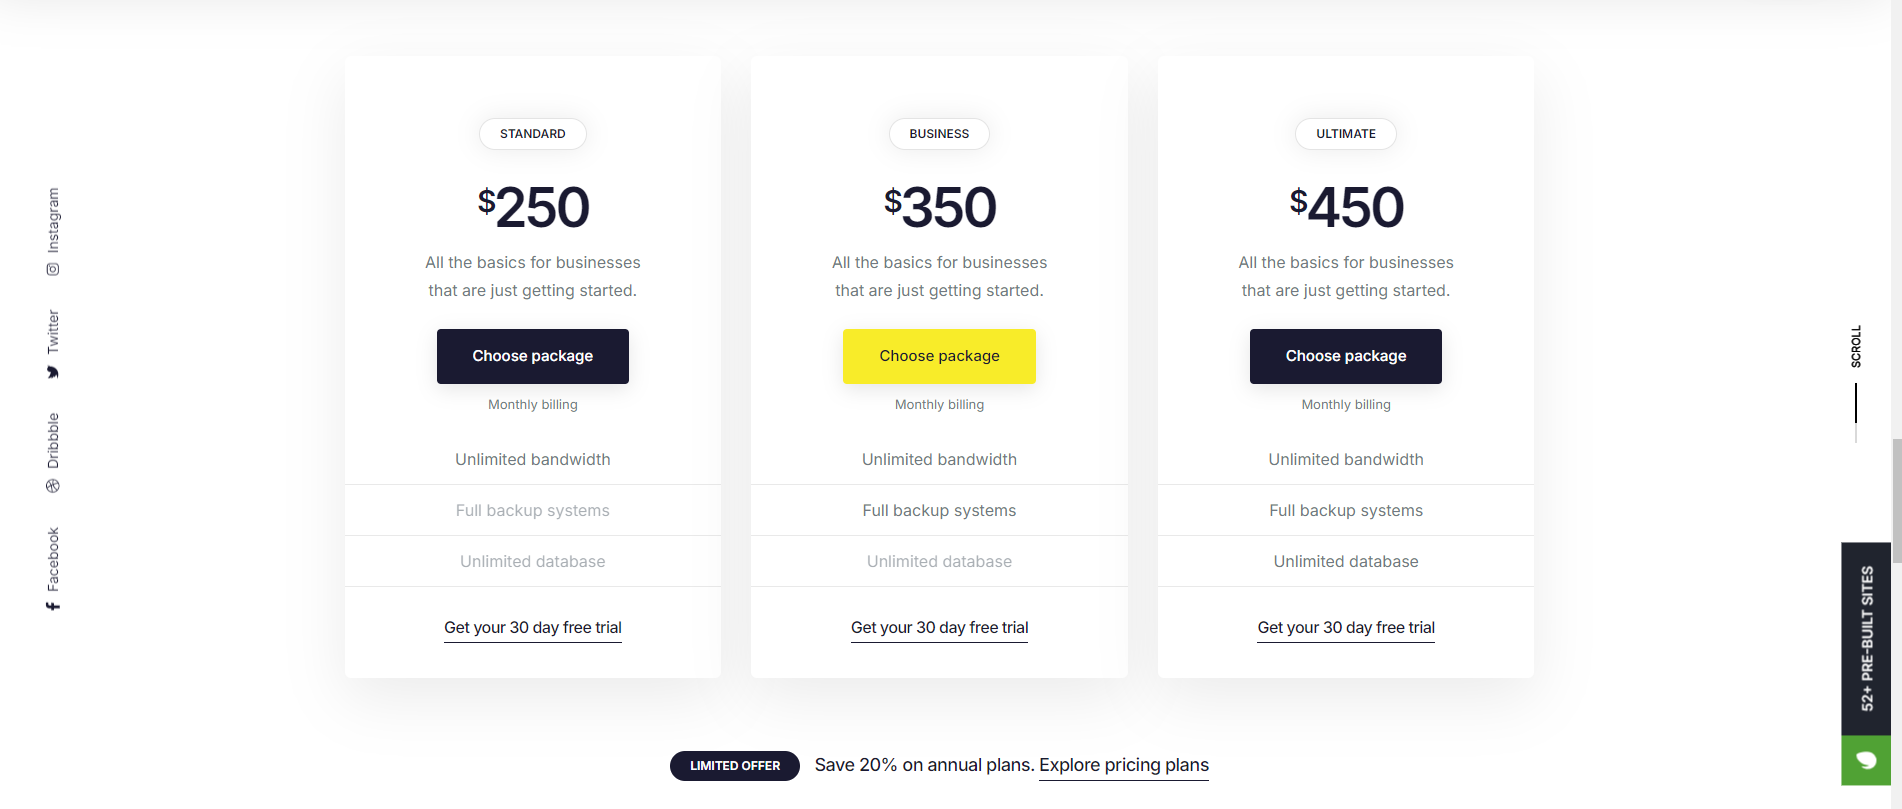 STANDARD
$250
All the basics for businesses
that are just getting started.
Choose package
Monthly billing
Unlimited bandwidth
Full backup systems
Unlimited database
Get your 30 day free trial
BUSINESS
$350
All the basics for businesses
that are just getting started.
Choose package
Monthly billing
Unlimited bandwidth
Full backup systems
Unlimited database
Get your 30 day free trial
ULTIMATE
$450
All the basics for businesses
that are just getting started.
Choose package
Monthly billing
Unlimited bandwidth
Full backup systems
Unlimited database
Get your 30 day free trial
LIMITED OFFER Save 20% on annual plans. Explore pricing plans
Facebook
Dribbble
Twitter
Instagram
SCROLL
52+ PRE-BUILT SITES